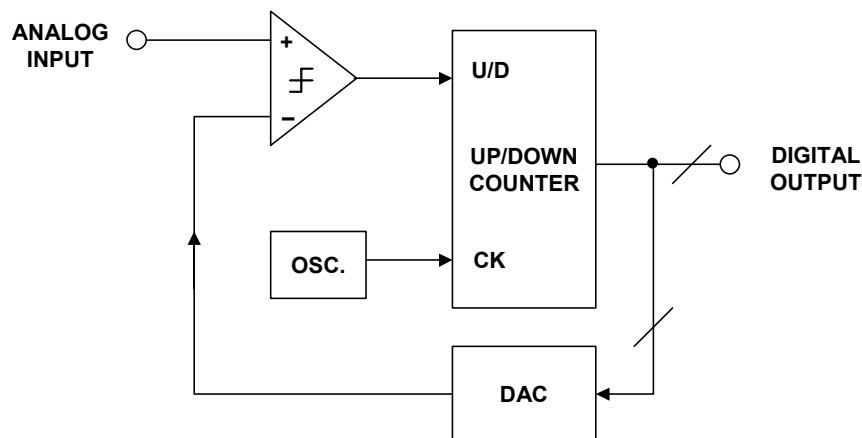 ANALOG
INPUT
+
−
U/D
UP/DOWN
COUNTER
CK
OSC.
DIGITAL
OUTPUT
DAC